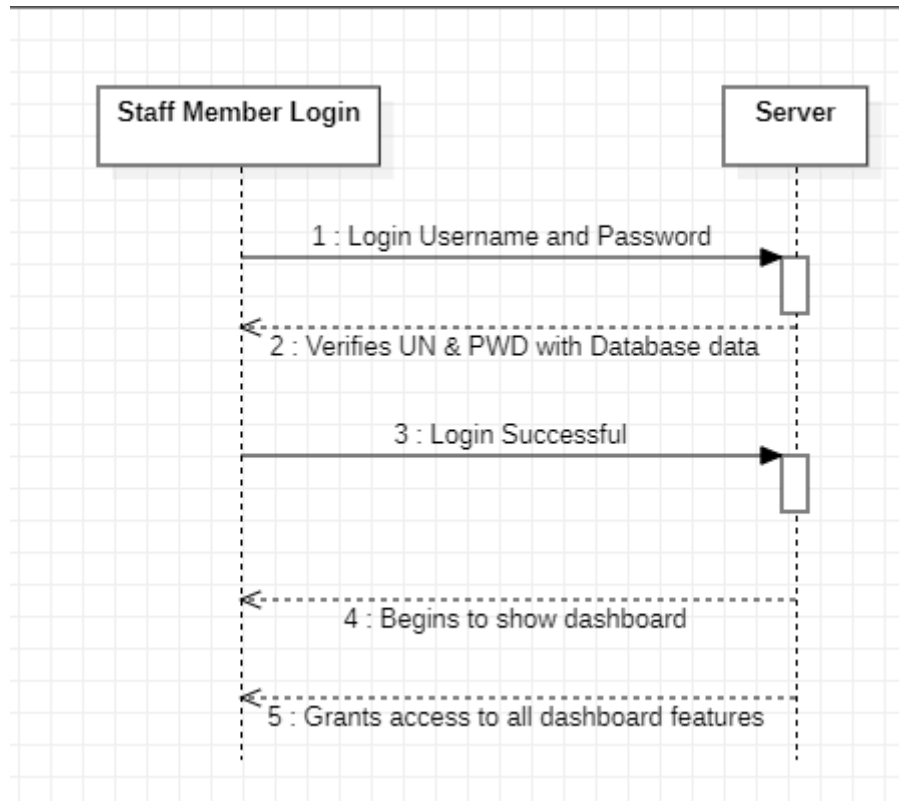 Staff Member Login
Server
1 : Login Username and Password
2 : Verifies UN & PWD with Database data
3 : Login Successful
4 : Begins to show dashboard
5 : Grants access to all dashboard features